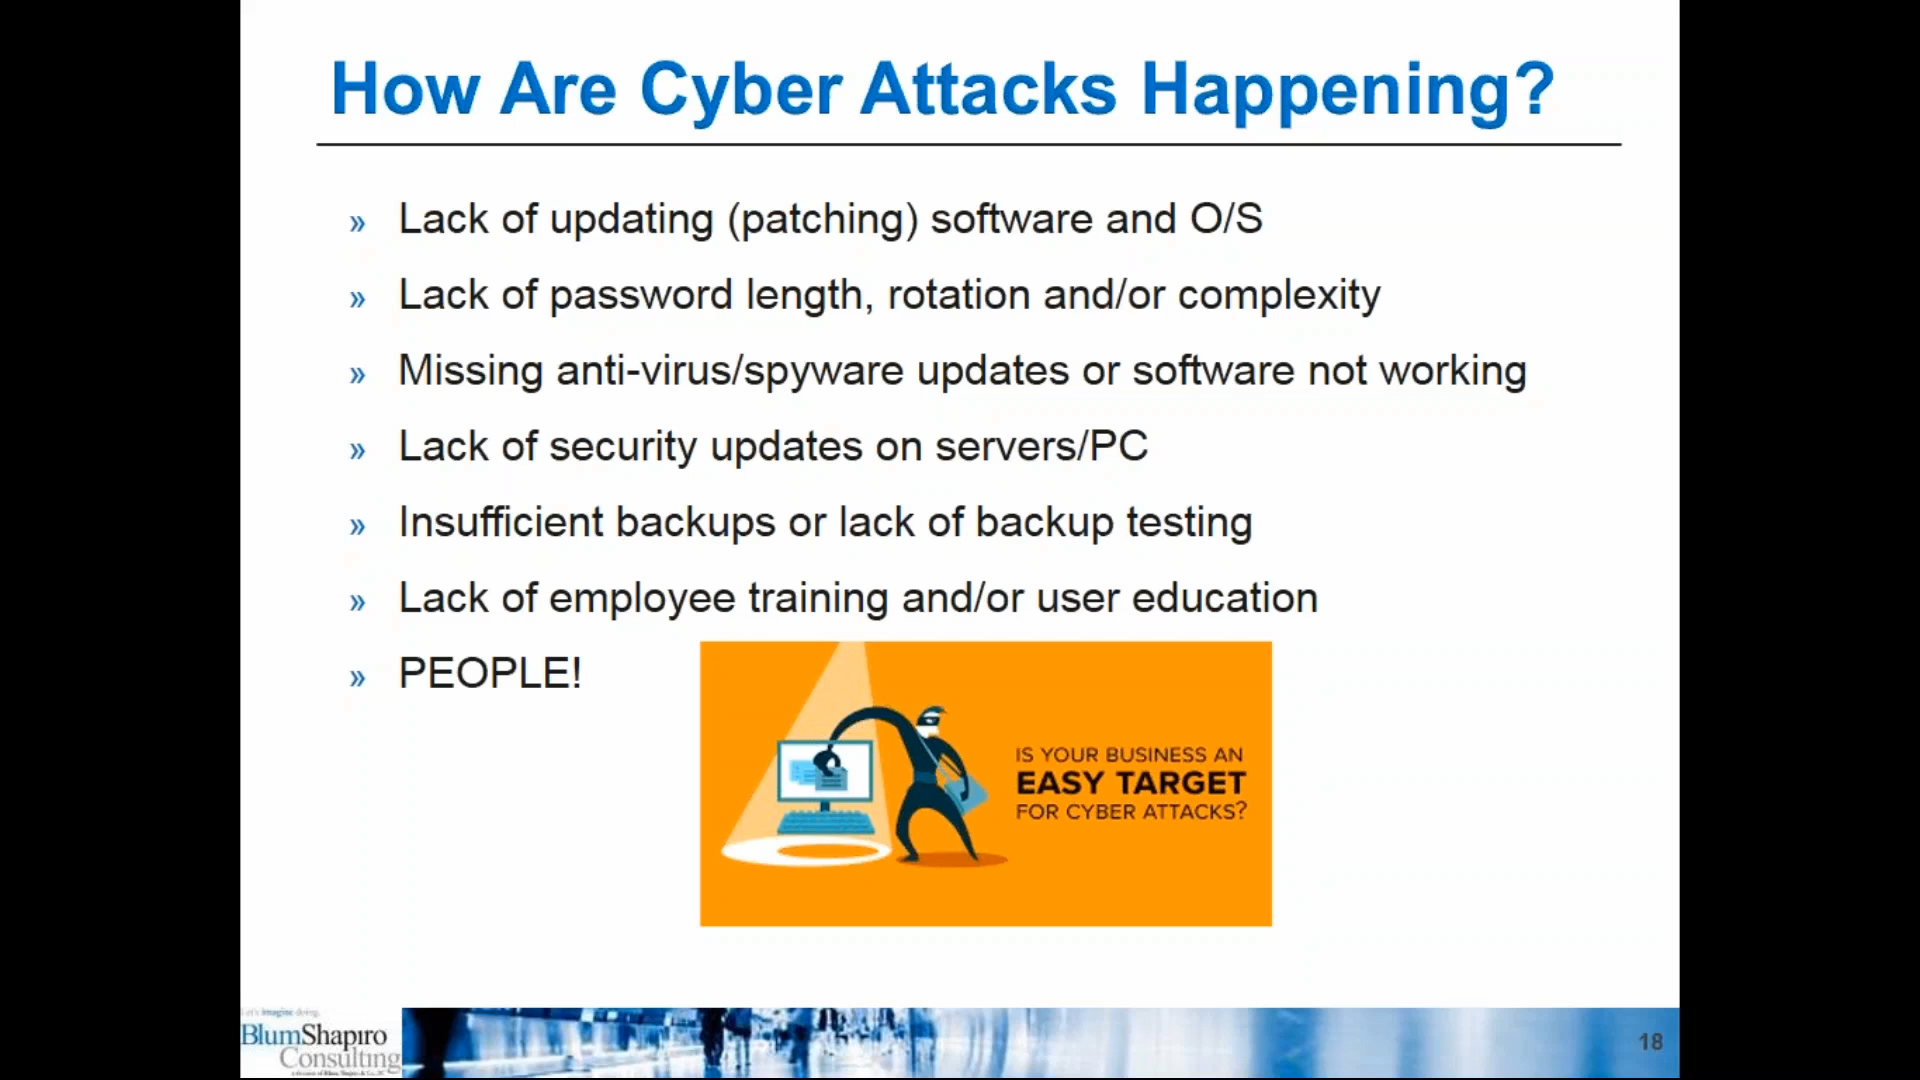 How Are Cyber Attacks Happening?
» Lack of updating (patching) software and O/S
» Lack of password length, rotation and/or complexity
» Missing anti-virus/spyware updates or software not working
» Lack of security updates on servers/PC
» Insufficient backups or lack of backup testing
» Lack of employee training and/or user education
» PEOPLE!
IS YOUR BUSINESS AN
EASY TARGET
FOR CYBER ATTACKS?
Let's imagine doing.
BlumShapiro
Consulting
18